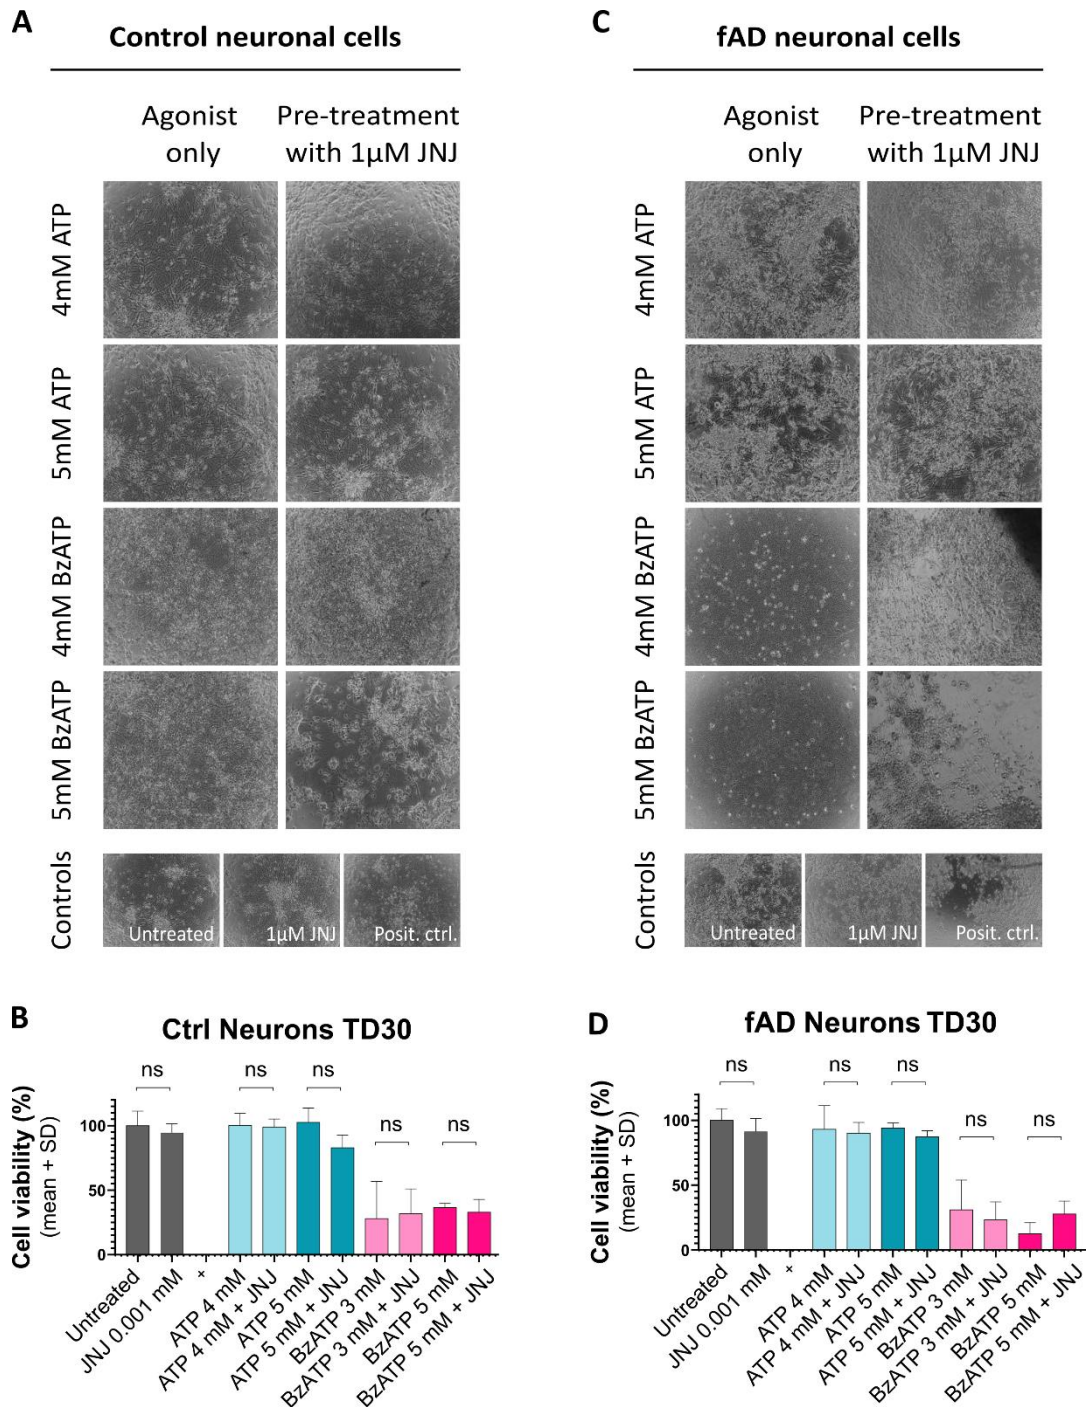 A
Control neuronal cells
Agonist only
Pre-treatment with 1µM JNJ
4mM ATP
5mM ATP
4mM BzATP
5mM BzATP
Controls
Untreated
1µM JNJ
Posit. ctrl.
C
fAD neuronal cells
Agonist only
Pre-treatment with 1µM JNJ
4mM ATP
5mM ATP
4mM BzATP
5mM BzATP
Controls
Untreated
1µM JNJ
Posit. ctrl.
B
Ctrl Neurons TD30
Cell viability (%)
(mean + SD)
100
50
0
ns
ns
ns
ns
ns
Untreated
JNJ 0.001 mM
+
ATP 4 mM
ATP 4 mM + JNJ
ATP 5 mM
ATP 5 mM + JNJ
BzATP 3 mM
BzATP 3 mM + JNJ
BzATP 5 mM
BzATP 5 mM + JNJ
D
fAD Neurons TD30
Cell viability (%)
(mean + SD)
100
50
0
ns
ns
ns
ns
ns
Untreated
JNJ 0.001 mM
+
ATP 4 mM
ATP 4 mM + JNJ
ATP 5 mM
ATP 5 mM + JNJ
BzATP 3 mM
BzATP 3 mM + JNJ
BzATP 5 mM
BzATP 5 mM + JNJ